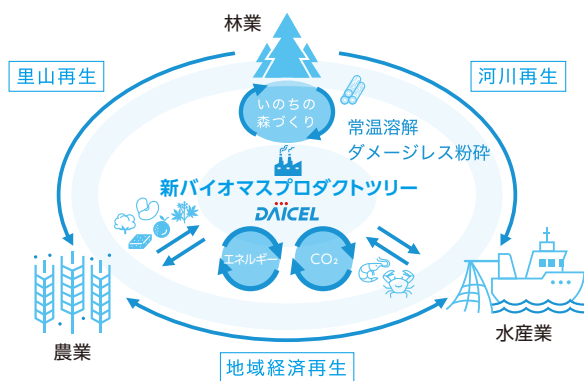 林業
里山再生
河川再生
いのちの
森づくり
常温溶解
ダメージレス粉砕
新バイオマスプロダクトツリー
DAICEL
エネルギー
CO₂
農業
水産業
地域経済再生